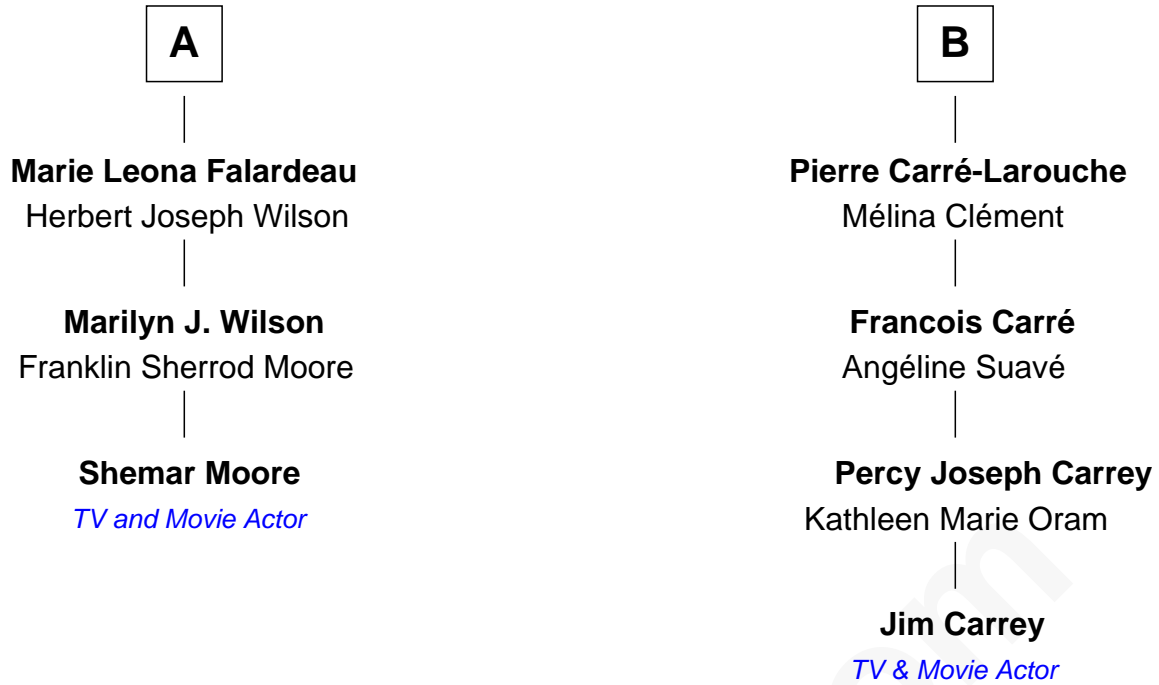 A
Marie Leona Falardeau
Herbert Joseph Wilson
Marilyn J. Wilson
Franklin Sherrod Moore
Shemar Moore
TV and Movie Actor
B
Pierre Carré-Larouche
Mélina Clément
Francois Carré
Angéline Suavé
Percy Joseph Carrey
Kathleen Marie Oram
Jim Carrey
TV & Movie Actor